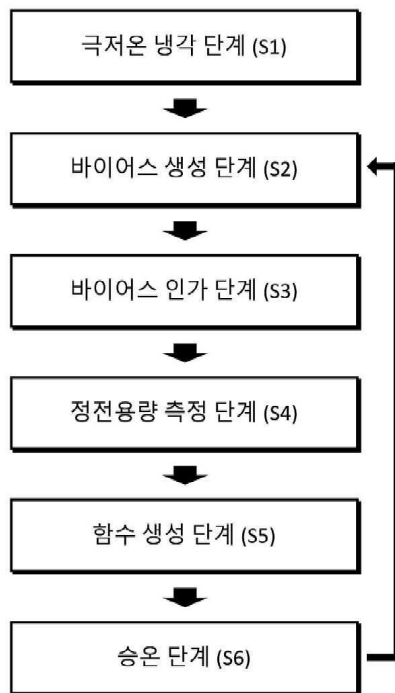 극저온 냉각 단계 (S1)
바이어스 생성 단계 (S2)
바이어스 인가 단계 (S3)
정전용량 측정 단계 (S4)
함수 생성 단계 (S5)
승온 단계 (S6)